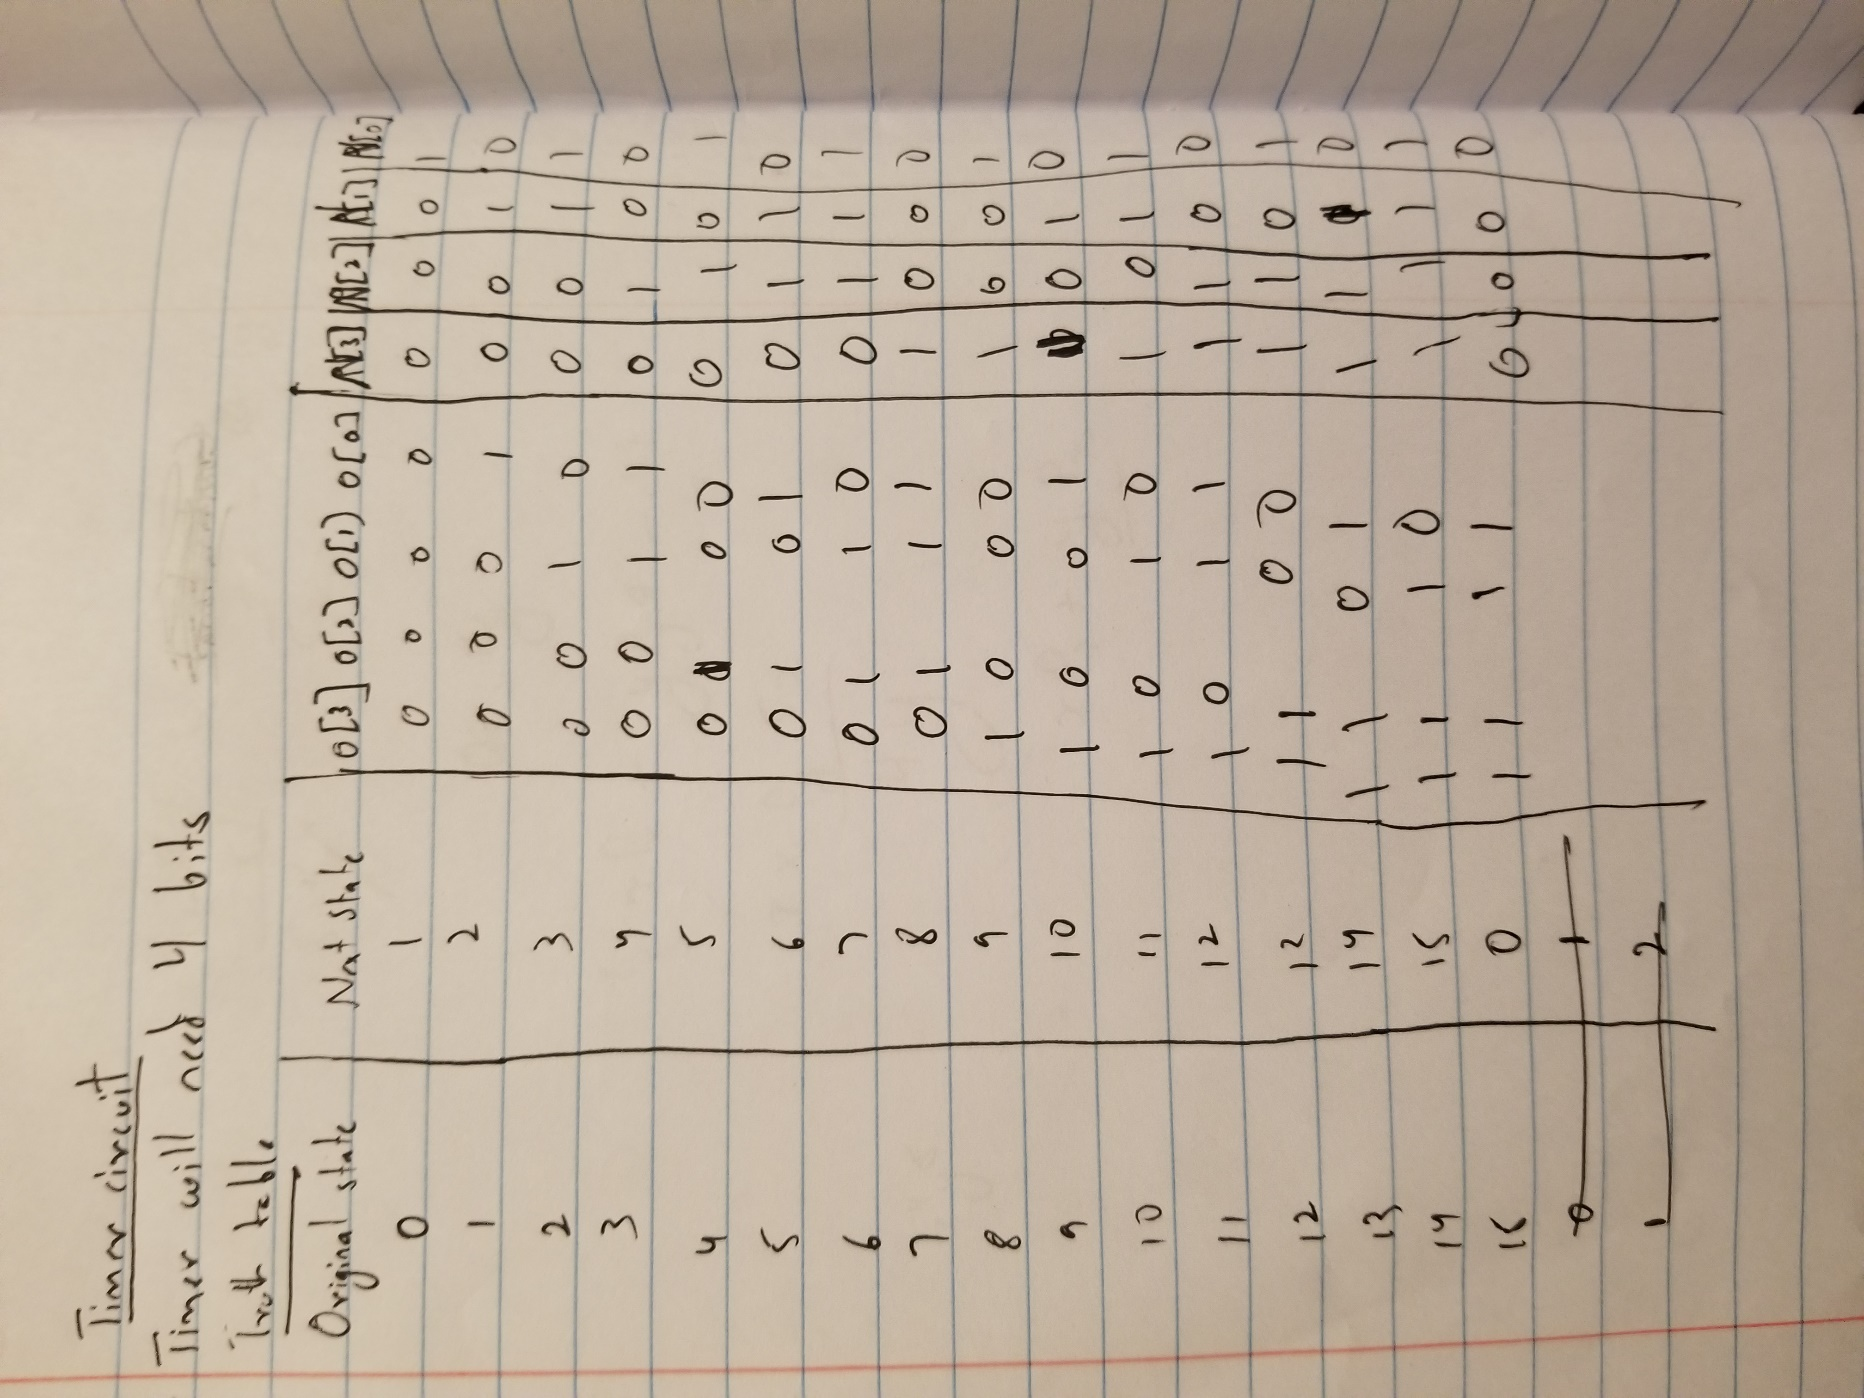 Timer circuit
Timer will need 4 bits
Truth table
Original state Nxt state O[3] O[2] O[1] O[0] N[3] N[2] N[1] N[0]
0 1 0 0 0 0 0 0 0 1
1 2 0 0 0 1 0 0 1 0
2 3 0 0 1 0 0 0 1 1
3 4 0 0 1 1 0 1 0 0
4 5 0 1 0 0 0 1 0 1
5 6 0 1 0 1 0 1 1 0
6 7 0 1 1 0 0 1 1 1
7 8 0 1 1 1 1 0 0 0
8 9 1 0 0 0 1 0 0 1
9 10 1 0 0 1 1 0 1 0
10 11 1 0 1 0 1 0 1 1
11 12 1 0 1 1 1 1 0 0
12 12 1 1 0 0 1 1 0 1
13 14 1 1 0 1 1 1 1 0
14 15 1 1 1 0 1 1 1 1
15 0 1 1 1 1 0 0 0 0
0 1
1 2